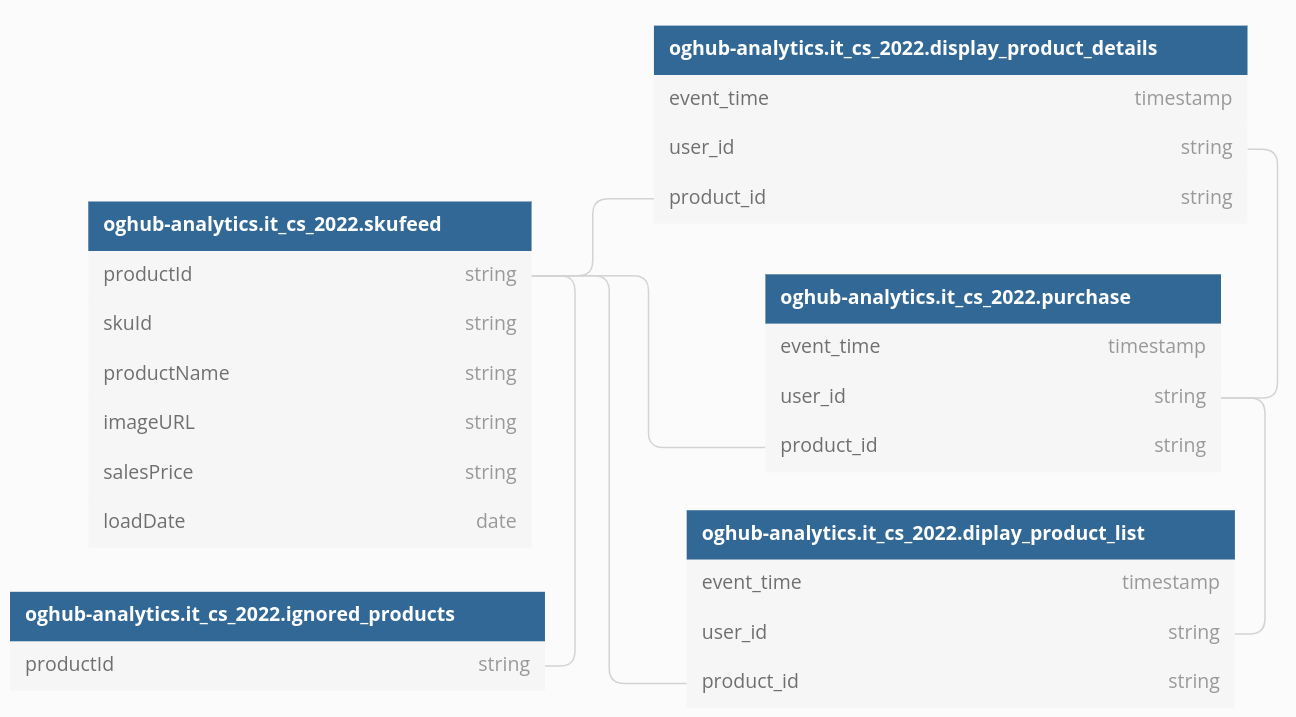 oghub-analytics.it_cs_2022.display_product_details
event_time timestamp
user_id string
product_id string
oghub-analytics.it_cs_2022.skufeed
productId string
skuId string
productName string
imageURL string
salesPrice string
loadDate date
oghub-analytics.it_cs_2022.purchase
event_time timestamp
user_id string
product_id string
oghub-analytics.it_cs_2022.diplay_product_list
event_time timestamp
user_id string
product_id string
oghub-analytics.it_cs_2022.ignored_products
productId string